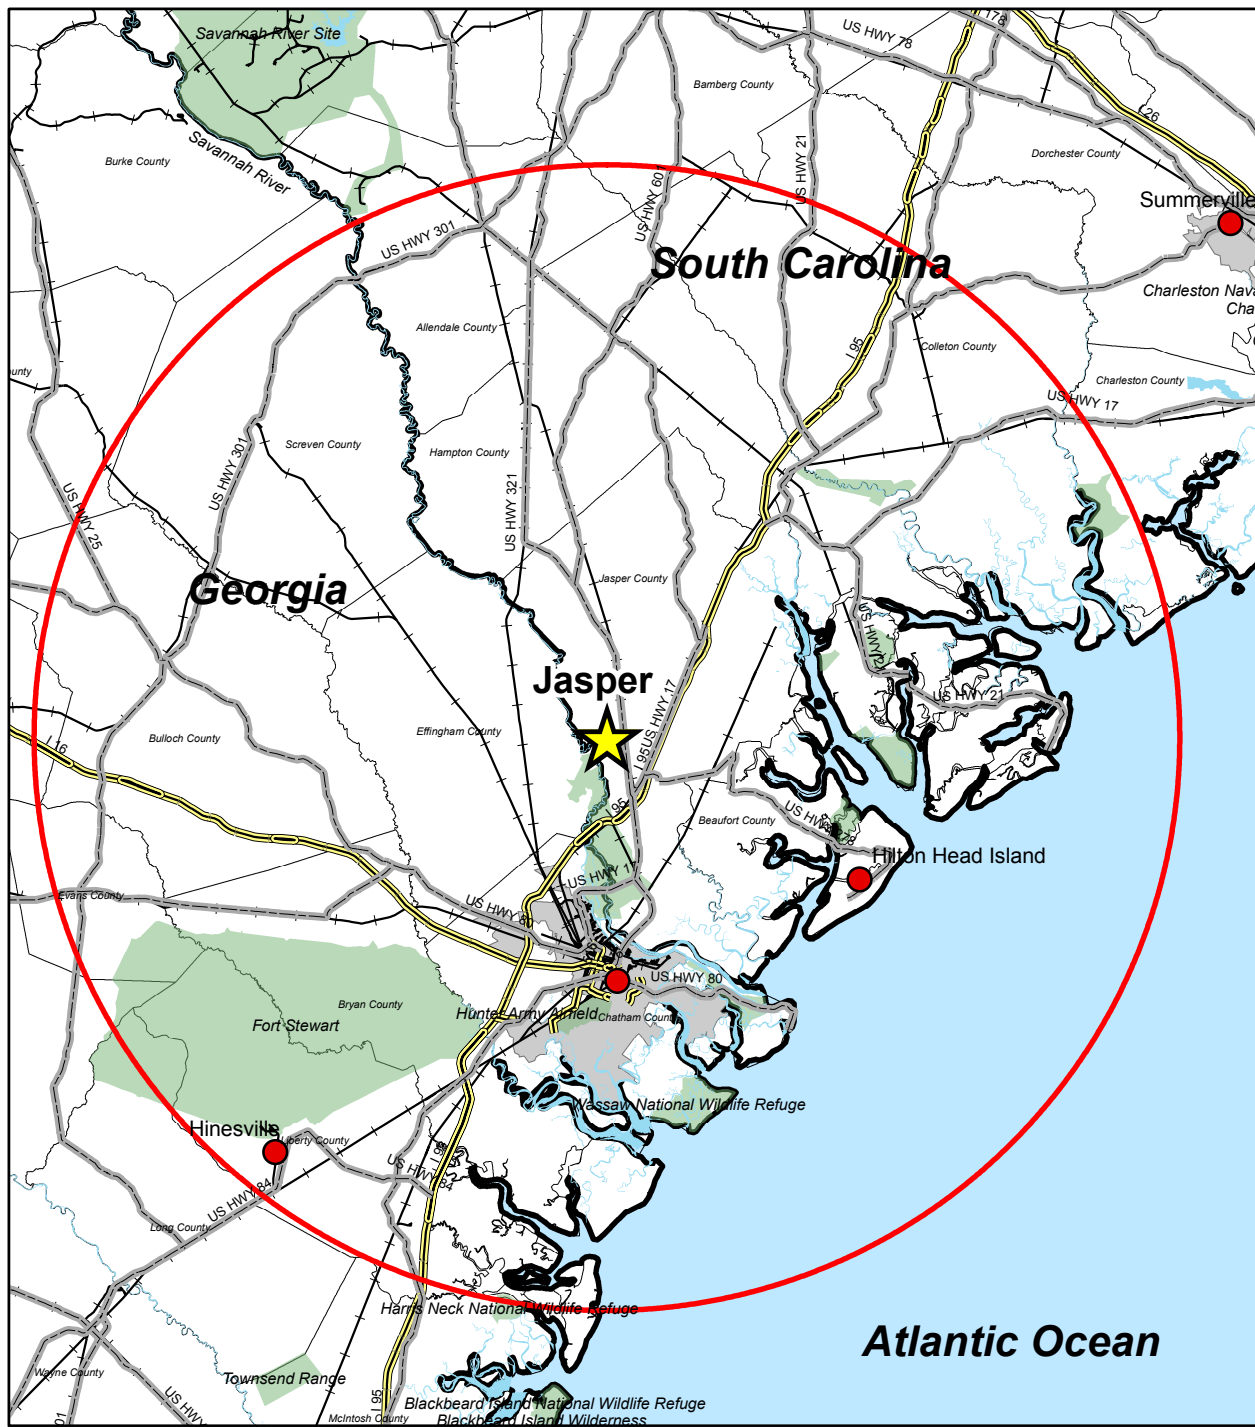 Savannah River Site
US HWY 78
178
I 26
Bamberg County
Burke County
Savannah River
US HWY 21
Dorchester County
Summerville
US HWY 301
US HWY 60
South Carolina
Charleston Nava
Cha
Allendale County
I 95
Colleton County
ounty
Charleston County
US HWY 17
Screven County
US HWY 301
Hampton County
US HWY 321
US HWY 25
Georgia
Jasper County
US HWY 21
Jasper
US HWY 21
US HWY 17
I 95
I 16
Bulloch County
Effingham County
I 95
Beaufort County
Hilton Head Island
US HWY 1
Evans County
US HWY 80
US HWY 80
Bryan County
Fort Stewart
Hunter Army Airfield
Chatham County
Wassaw National Wildlife Refuge
Hinesville
Liberty County
US HWY 84
US HWY 84
Long County
Harris Neck National Wildlife Refuge
Atlantic Ocean
Wayne County
Townsend Range
I 95
Blackbeard Island National Wildlife Refuge
McIntosh County
Blackbeard Island Wilderness
US HWY